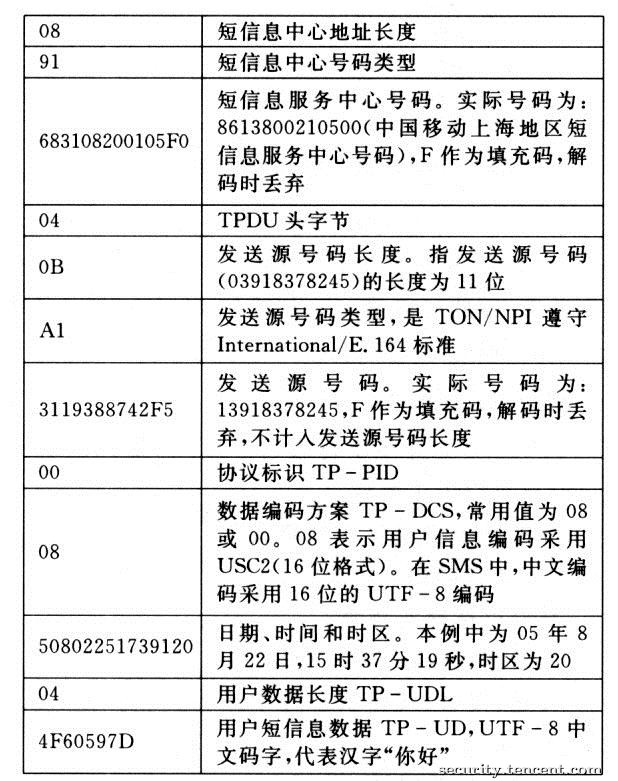 08 短信息中心地址长度
91 短信息中心号码类型
短信息服务中心号码。实际号码为:
8613800210500(中国移动上海地区短
683108200105F0
信息服务中心号码),F 作为填充码,解
码时丢弃
04 TPDU 头字节
0B
发送源号码长度。指发送源号码
(03918378245)的长度为 11 位
A1
发送源号码类型,是 TON/NPI 遵守
International/E. 164 标准
发送源号码。实际号码为:
3119388742F5
13918378245,F 作为填充码,解码时丢
弃,不计入发送源号码长度
00 协议标识 TP-PID
数据编码方案 TP-DCS,常用值为 08
或 00。08 表示用户信息编码采用
08
USC2(16 位格式)。在 SMS 中,中文编
码采用 16 位的 UTF-8 编码
50802251739120
日期、时间和时区。本例中为 05 年 8
月 22 日,15 时 37 分 19 秒,时区为 20
04 用户数据长度 TP-UDL
4F60597D
用户短信息数据 TP-UD,UTF-8 中
文码字,代表汉字“你好”
security.tencent.com